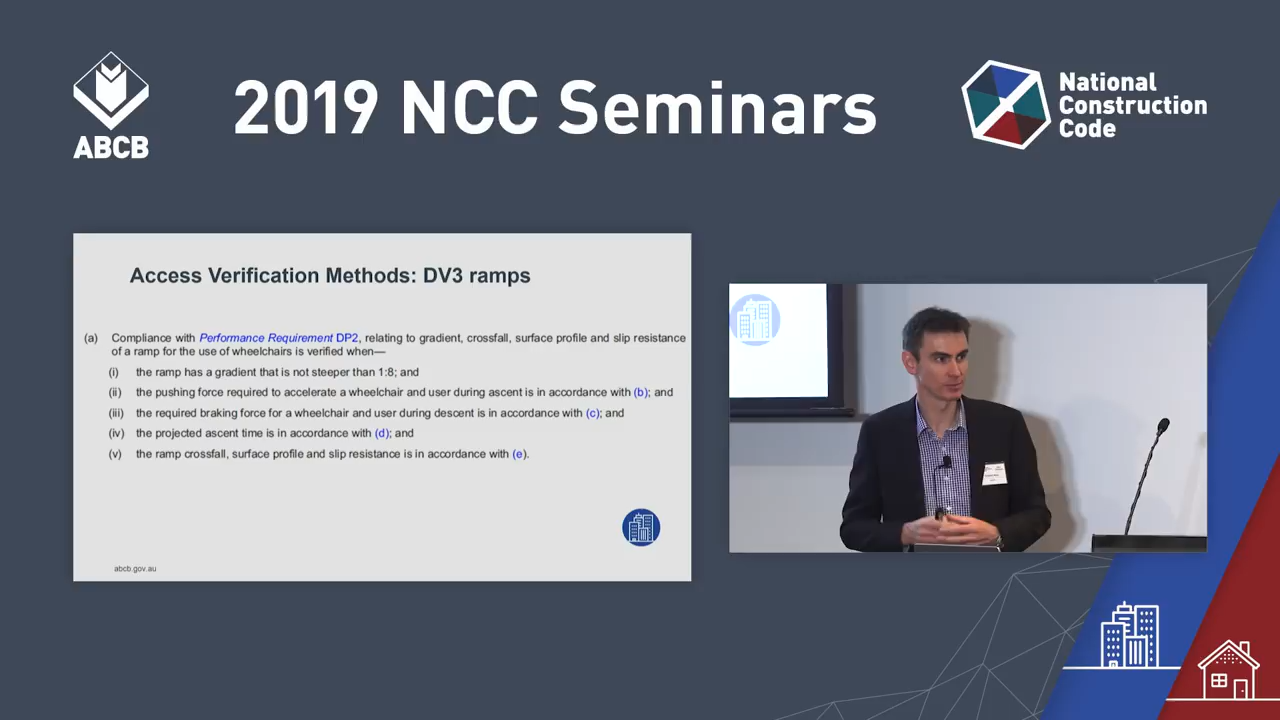 ABCB
2019 NCC Seminars
National
Construction
Code
Access Verification Methods: DV3 ramps
(a) Compliance with Performance Requirement DP2, relating to gradient, crossfall, surface profile and slip resistance
of a ramp for the use of wheelchairs is verified when—
(i) the ramp has a gradient that is not steeper than 1:8; and
(ii) the pushing force required to accelerate a wheelchair and user during ascent is in accordance with (b); and
(iii) the required braking force for a wheelchair and user during descent is in accordance with (c); and
(iv) the projected ascent time is in accordance with (d); and
(v) the ramp crossfall, surface profile and slip resistance is in accordance with (e).
abcb.gov.au